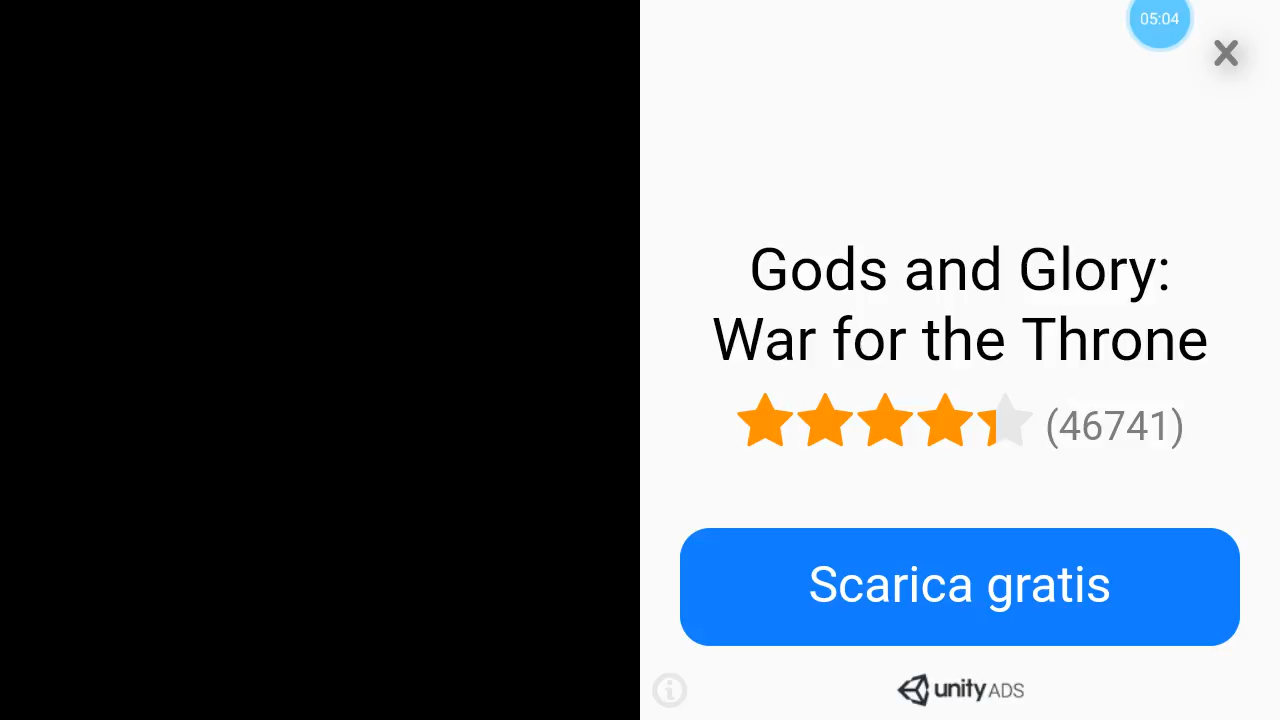 05:04
Gods and Glory:
War for the Throne
(46741)
Scarica gratis
unity ADS